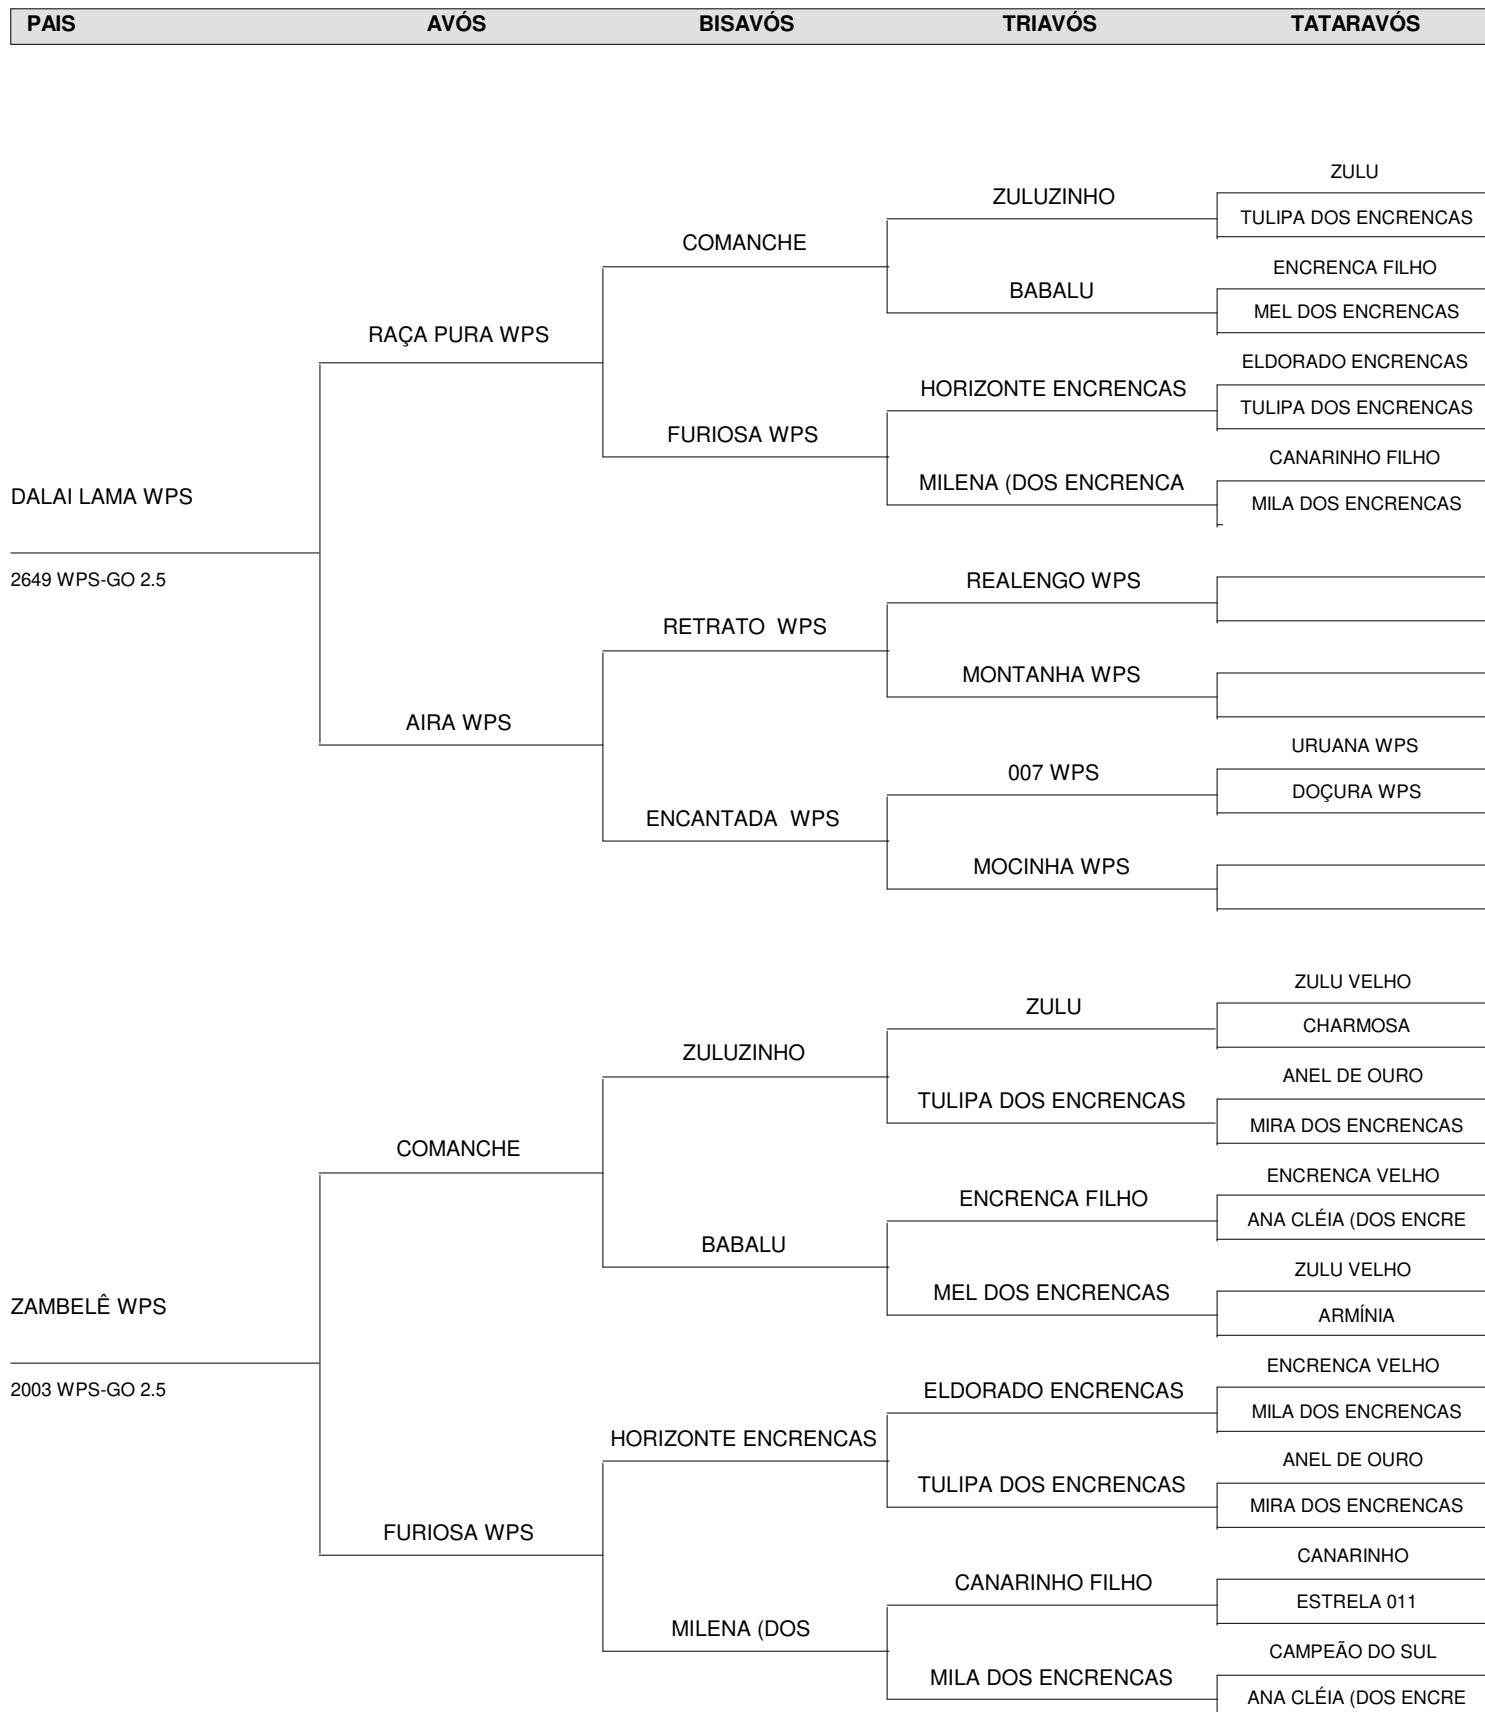 PAIS AVÓS BISAVÓS TRIAVÓS TATARAVÓS
ZULU
ZULUZINHO
TULIPA DOS ENCRENCAS
COMANCHE
ENCRENCA FILHO
BABALU
MEL DOS ENCRENCAS
RAÇA PURA WPS
ELDORADO ENCRENCAS
HORIZONTE ENCRENCAS
TULIPA DOS ENCRENCAS
FURIOSA WPS
CANARINHO FILHO
MILENA (DOS ENCRENCA
MILA DOS ENCRENCAS
DALAI LAMA WPS
2649 WPS-GO 2.5
REALENGO WPS
RETRATO WPS
MONTANHA WPS
AIRA WPS
URUANA WPS
007 WPS
DOÇURA WPS
ENCANTADA WPS
MOCINHA WPS
ZULU VELHO
ZULU
CHARMOSA
ZULUZINHO
ANEL DE OURO
TULIPA DOS ENCRENCAS
MIRA DOS ENCRENCAS
COMANCHE
ENCRENCA VELHO
ENCRENCA FILHO
ANA CLÉIA (DOS ENCRE
BABALU
ZULU VELHO
MEL DOS ENCRENCAS
ARMÍNIA
ZAMBELÊ WPS
2003 WPS-GO 2.5
ENCRENCA VELHO
ELDORADO ENCRENCAS
MILA DOS ENCRENCAS
HORIZONTE ENCRENCAS
ANEL DE OURO
TULIPA DOS ENCRENCAS
MIRA DOS ENCRENCAS
FURIOSA WPS
CANARINHO
CANARINHO FILHO
ESTRELA 011
MILENA (DOS
CAMPEÃO DO SUL
MILA DOS ENCRENCAS
ANA CLÉIA (DOS ENCRE